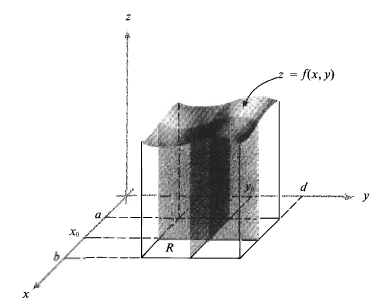 z
z = f(x, y)
y₀
d
y
a
x₀
R
b
x